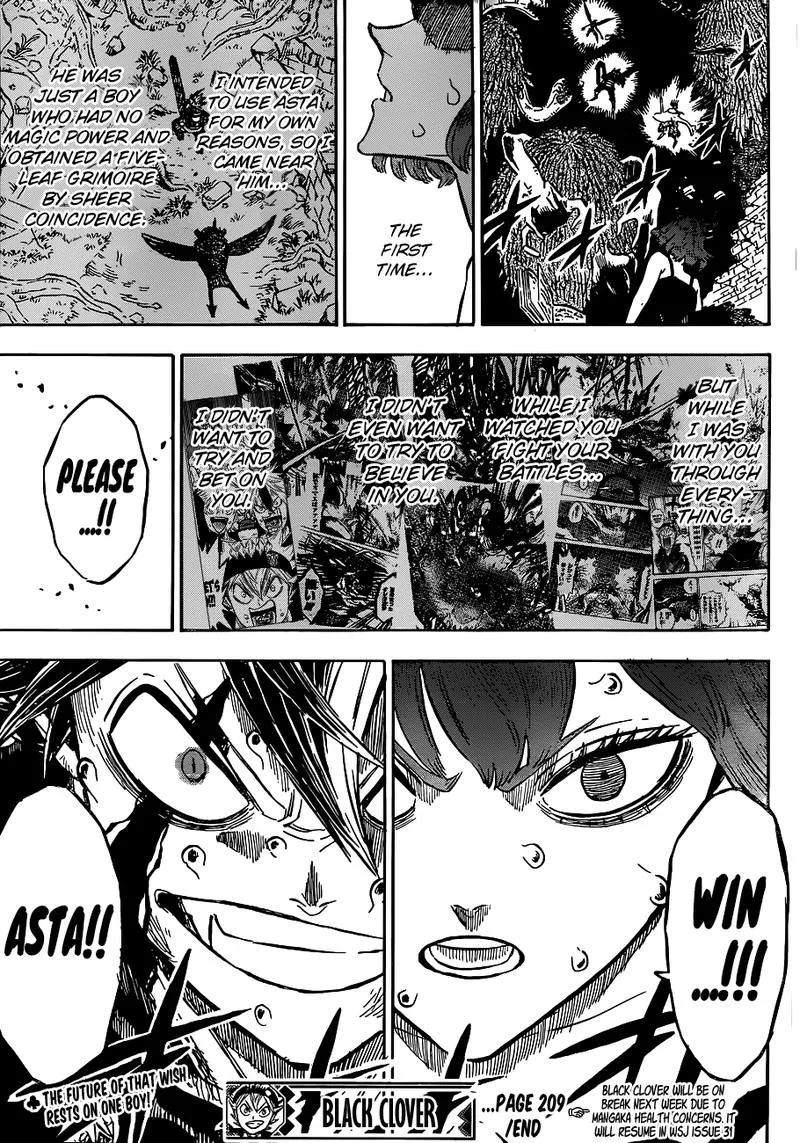 THE
FIRST
TIME...
I INTENDED
TO USE ASTA
FOR MY OWN
REASONS, SO I
CAME NEAR
HIM...
HE WAS
JUST A BOY
WHO HAD NO
MAGIC POWER AND
OBTAINED A FIVE-
LEAF GRIMOIRE
BY SHEER
COINCIDENCE.
BUT
WHILE
I WAS
WITH YOU
THROUGH
EVERY-
THING...
WHILE I
WATCHED YOU
FIGHT YOUR
BATTLES...
I DIDN'T
EVEN WANT
TO TRY TO
BELIEVE
IN YOU.
I DIDN'T
WANT TO
TRY AND
BET ON
YOU.
PLEASE
....!!
WIN
....!!!
ASTA!!
THE FUTURE OF THAT WISH
RESTS ON ONE BOY!
BLACK CLOVER
...PAGE 209
/END
BLACK CLOVER WILL BE ON
BREAK NEXT WEEK DUE TO
MANGAKA HEALTH CONCERNS. IT
WILL RESUME IN WSJ ISSUE 31